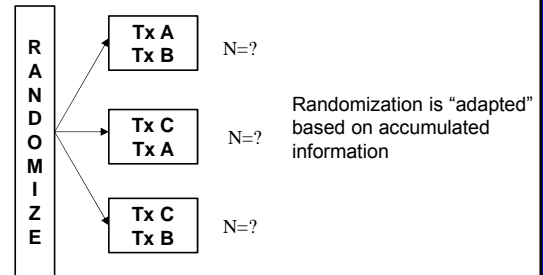 R
A
N
D
O
M
I
Z
E
Tx A
Tx B
N=?
Tx C
Tx A
N=?
Tx C
Tx B
N=?
Randomization is “adapted”
based on accumulated
information